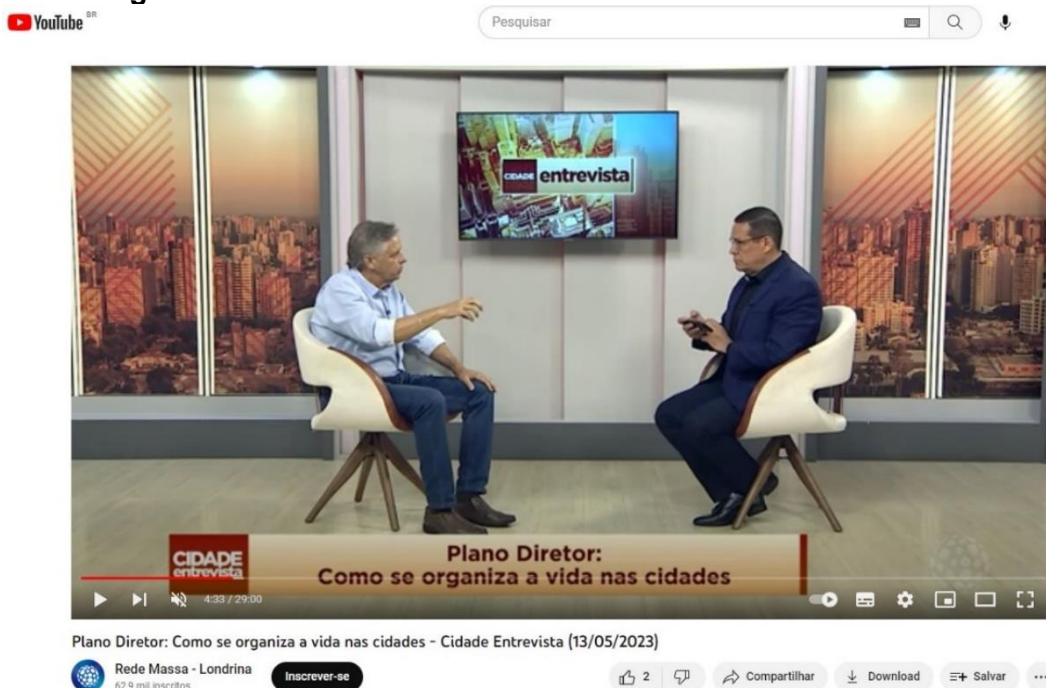 YouTube BR
Pesquisar
CIDADE entrevista
CIDADE
entrevista
Plano Diretor:
Como se organiza a vida nas cidades
4:33 / 29:00
Plano Diretor: Como se organiza a vida nas cidades - Cidade Entrevista (13/05/2023)
Rede Massa - Londrina
62,9 mil inscritos
Inscrever-se
2
Compartilhar
Download
Salvar